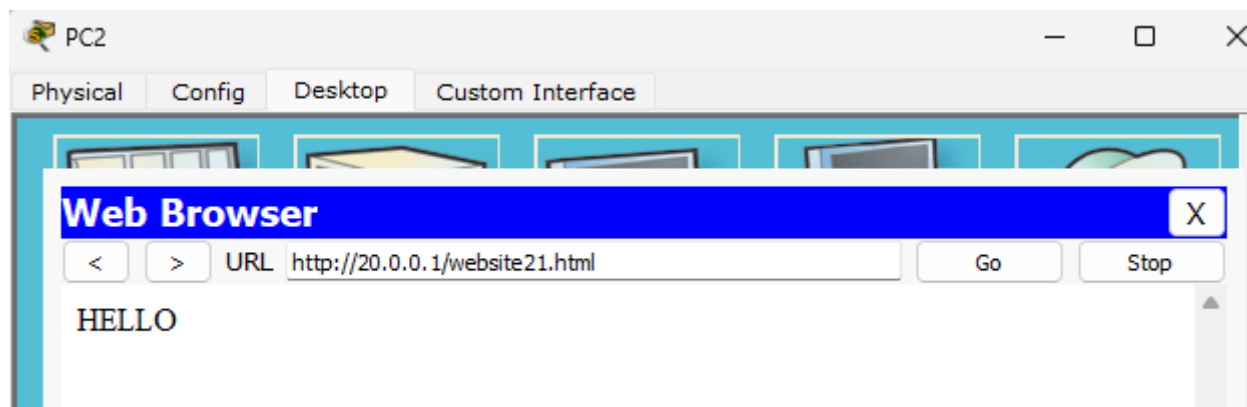 PC2
Physical Config Desktop Custom Interface
Web Browser X
< > URL http://20.0.0.1/website21.html Go Stop
HELLO